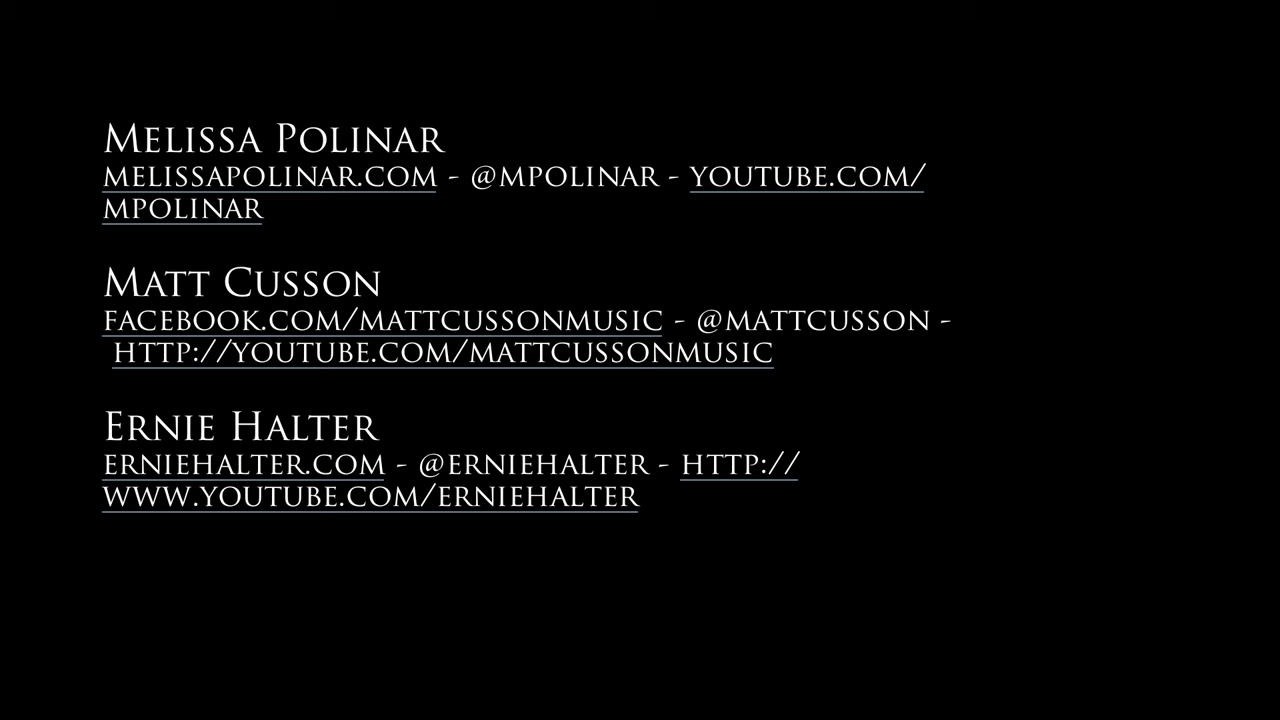 Melissa Polinar
melissapolinar.com - @mpolinar - youtube.com/
mpolinar
Matt Cusson
facebook.com/mattcussonmusic - @mattcusson -
http://youtube.com/mattcussonmusic
Ernie Halter
erniehalter.com - @erniehalter - http://
www.youtube.com/erniehalter